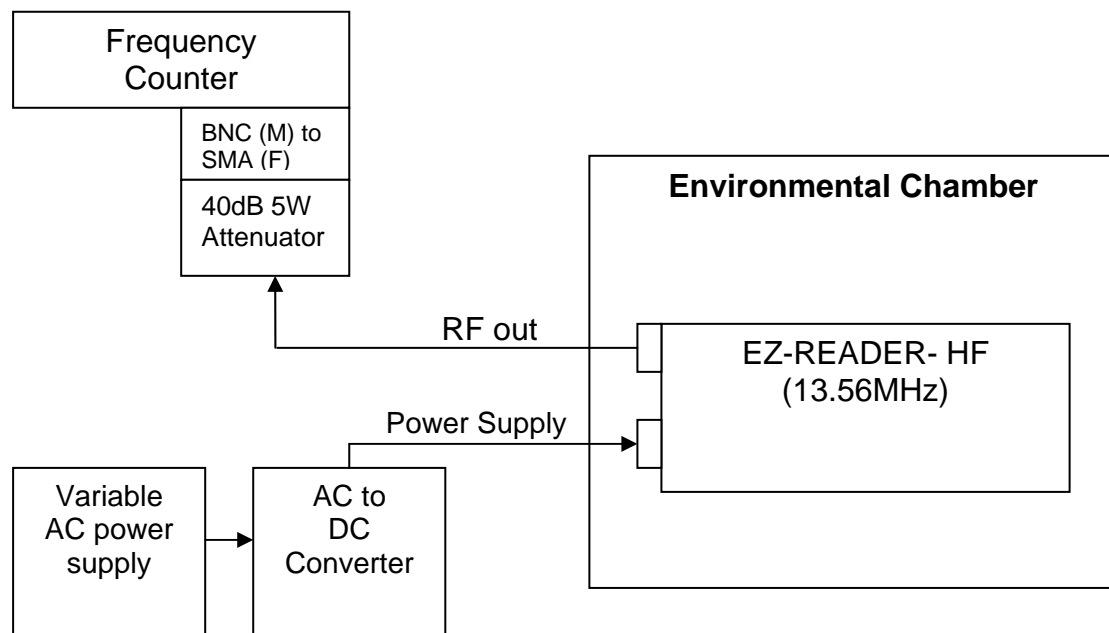 Frequency
Counter
BNC (M) to
SMA (F)
40dB 5W
Attenuator
Environmental Chamber
RF out
EZ-READER- HF
(13.56MHz)
Power Supply
Variable
AC power
supply
AC to
DC
Converter